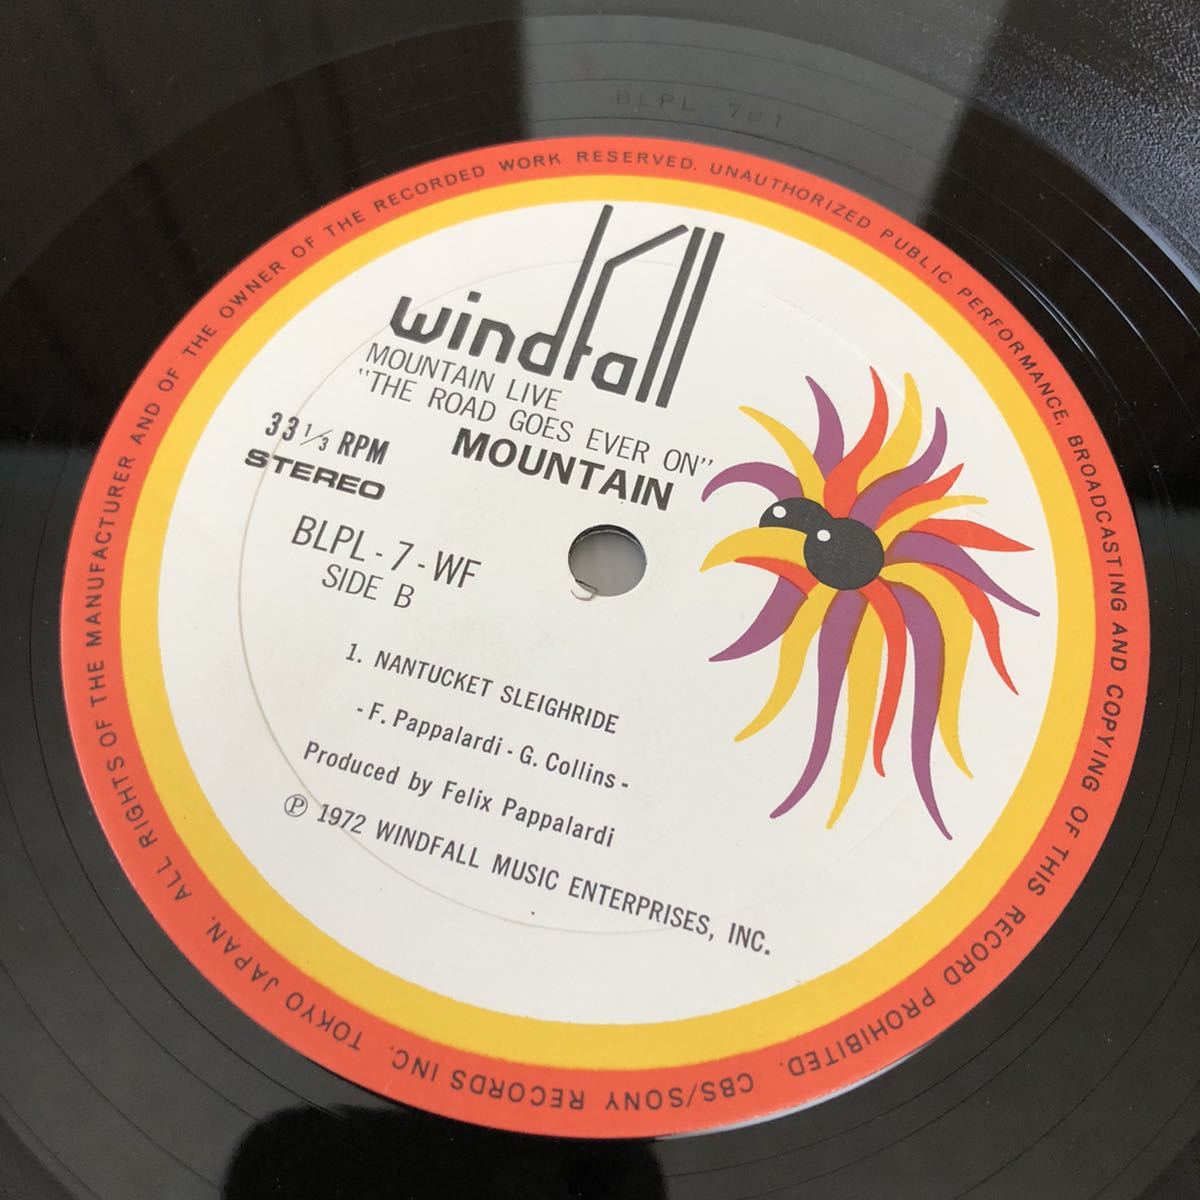 BLPL-7B1
windfall
MOUNTAIN LIVE
"THE ROAD GOES EVER ON"
MOUNTAIN
33 1/3 RPM
STEREO
BLPL-7-WF
SIDE B
1. NANTUCKET SLEIGHRIDE
- F. Pappalardi - G. Collins -
Produced by Felix Pappalardi
℗ 1972 WINDFALL MUSIC ENTERPRISES, INC.
ALL RIGHTS OF THE MANUFACTURER AND OF THE OWNER OF THE RECORDED WORK RESERVED. UNAUTHORIZED PUBLIC PERFORMANCE, BROADCASTING AND COPYING OF THIS RECORD PROHIBITED. CBS/SONY RECORDS INC. TOKYO JAPAN.